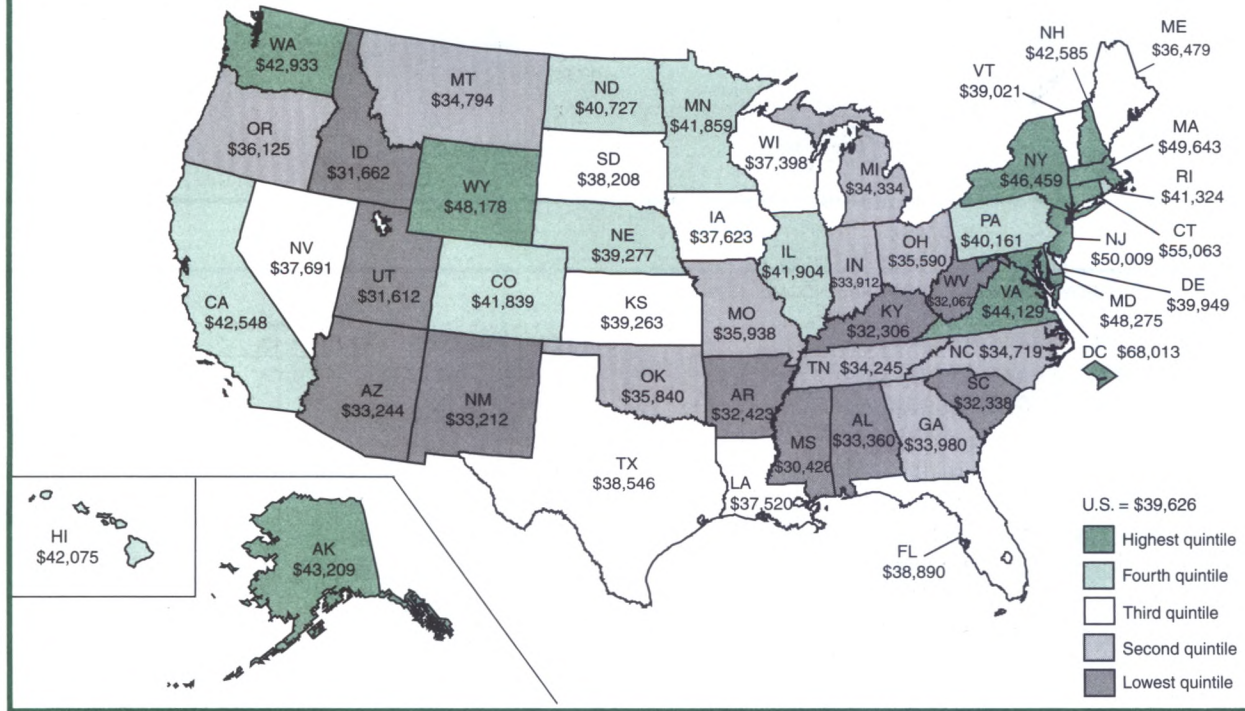 WA
$42,933
MT
$34,794
ND
$40,727
MN
$41,859
OR
$36,125
ID
$31,662
WY
$48,178
SD
$38,208
WI
$37,398
MI
$34,334
NV
$37,691
UT
$31,612
CO
$41,839
NE
$39,277
IA
$37,623
IL
$41,904
IN
$33,912
OH
$35,590
CA
$42,548
KS
$39,263
MO
$35,938
KY
$32,306
WV
$32,067
VA
$44,129
PA
$40,161
NY
$46,459
VT
$39,021
NH
$42,585
ME
$36,479
MA
$49,643
RI
$41,324
CT
$55,063
NJ
$50,009
DE
$39,949
MD
$48,275
DC $68,013
AZ
$33,244
NM
$33,212
OK
$35,840
AR
$32,423
TN $34,245
NC $34,719
SC
$32,338
MS
$30,426
AL
$33,360
GA
$33,980
TX
$38,546
LA
$37,520
FL
$38,890
HI
$42,075
AK
$43,209
U.S. = $39,626
Highest quintile
Fourth quintile
Third quintile
Second quintile
Lowest quintile